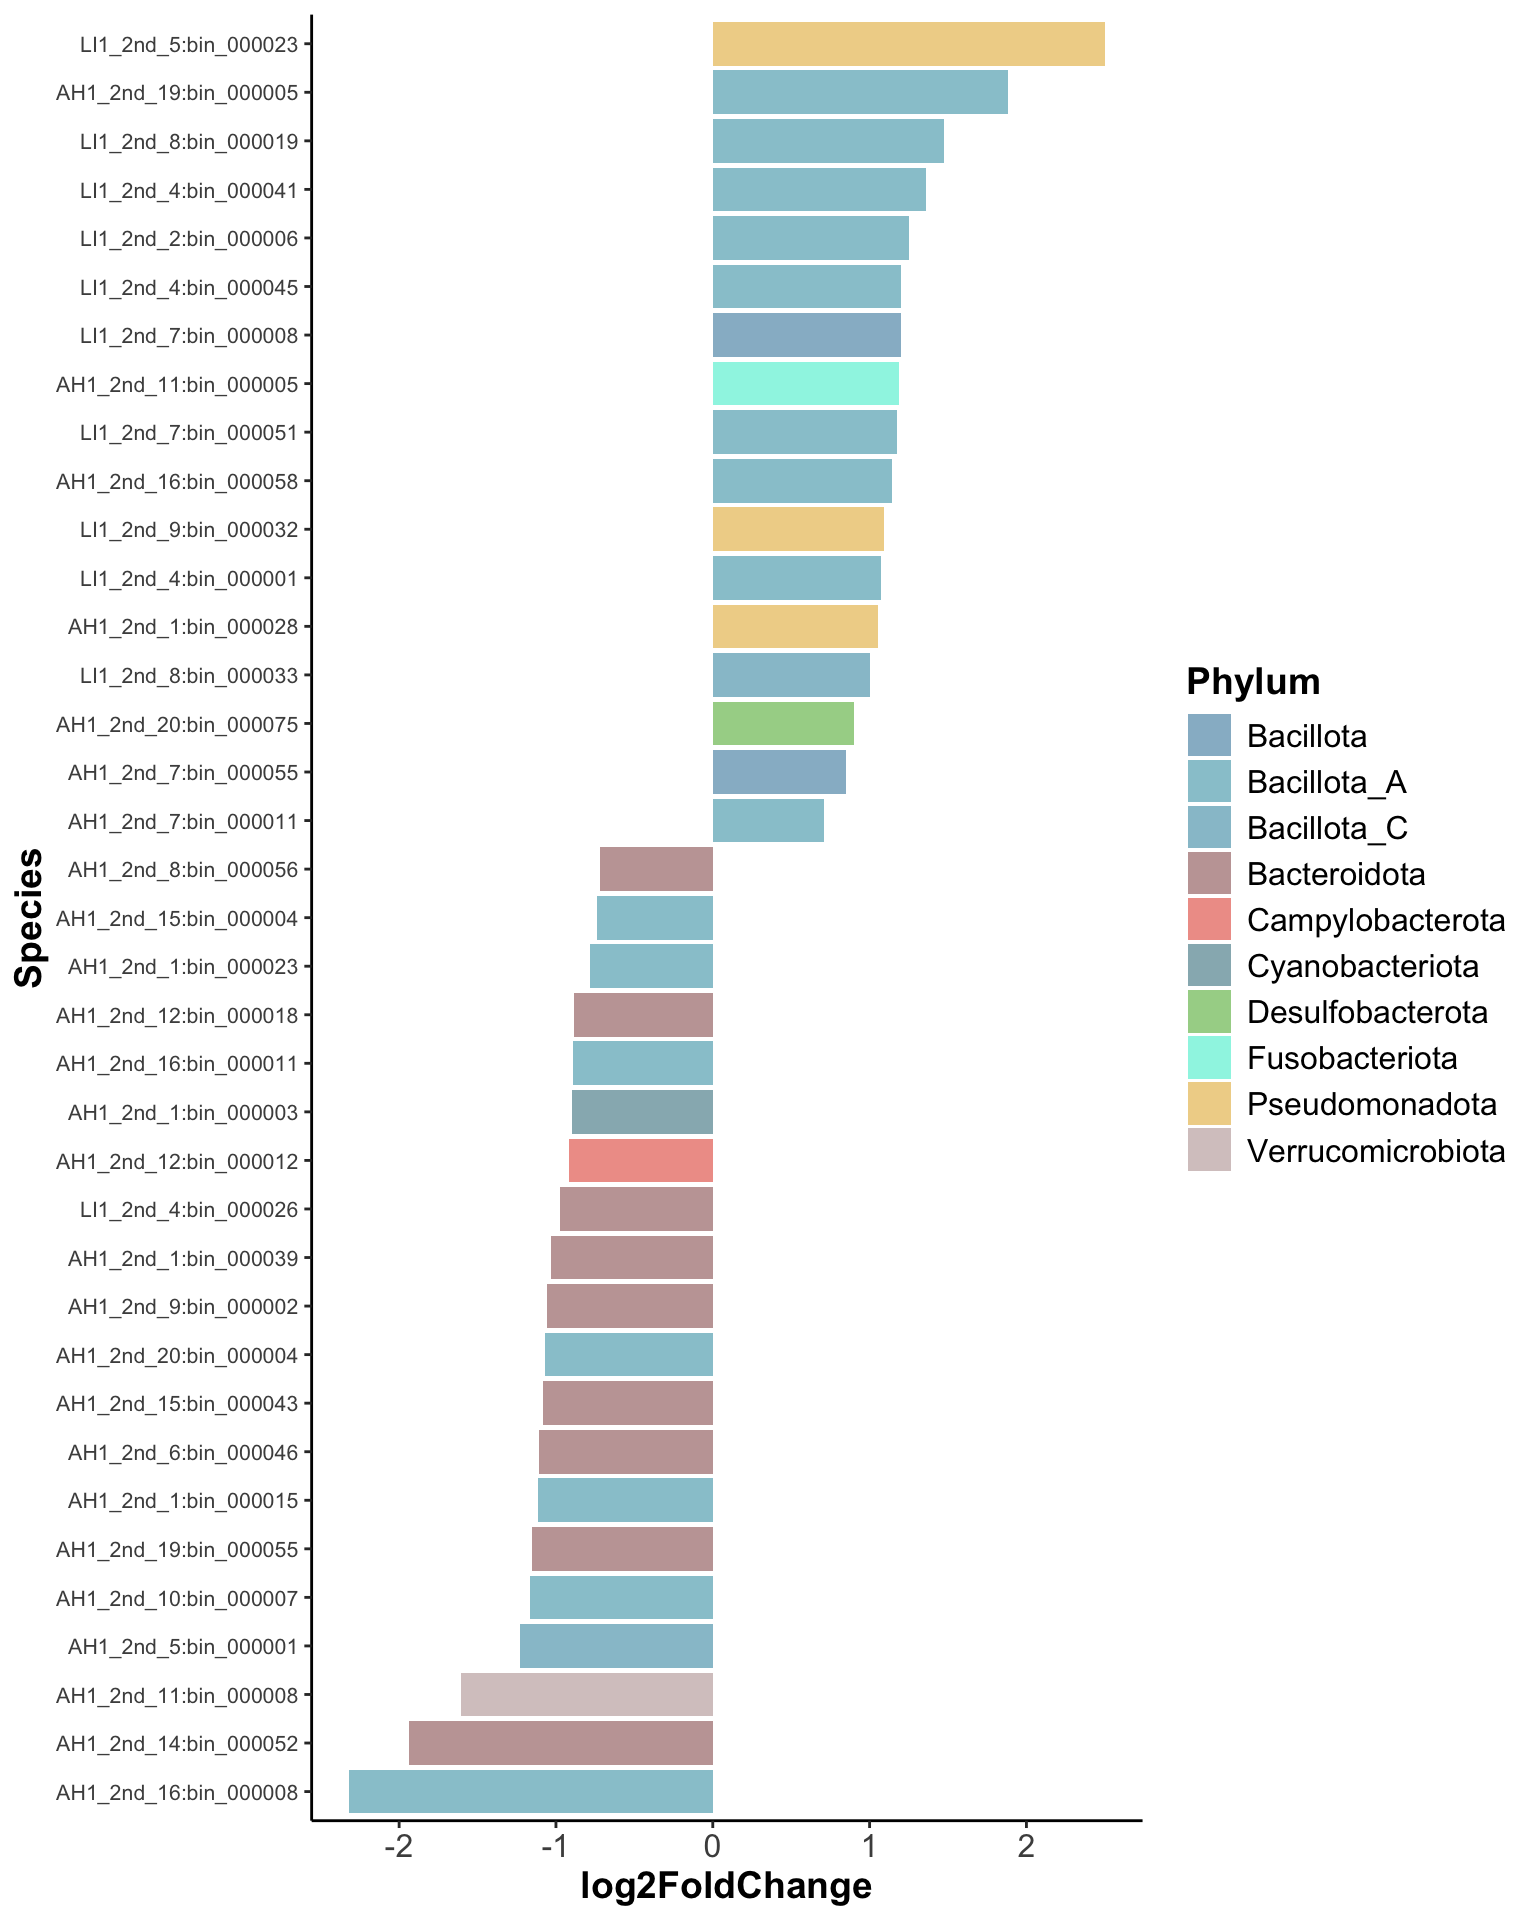 LI1_2nd_5:bin_000023
AH1_2nd_19:bin_000005
LI1_2nd_8:bin_000019
LI1_2nd_4:bin_000041
LI1_2nd_2:bin_000006
LI1_2nd_4:bin_000045
LI1_2nd_7:bin_000008
AH1_2nd_11:bin_000005
LI1_2nd_7:bin_000051
AH1_2nd_16:bin_000058
LI1_2nd_9:bin_000032
LI1_2nd_4:bin_000001
AH1_2nd_1:bin_000028
LI1_2nd_8:bin_000033
AH1_2nd_20:bin_000075
AH1_2nd_7:bin_000055
AH1_2nd_7:bin_000011
AH1_2nd_8:bin_000056
AH1_2nd_15:bin_000004
AH1_2nd_1:bin_000023
AH1_2nd_12:bin_000018
AH1_2nd_16:bin_000011
AH1_2nd_1:bin_000003
AH1_2nd_12:bin_000012
LI1_2nd_4:bin_000026
AH1_2nd_1:bin_000039
AH1_2nd_9:bin_000002
AH1_2nd_20:bin_000004
AH1_2nd_15:bin_000043
AH1_2nd_6:bin_000046
AH1_2nd_1:bin_000015
AH1_2nd_19:bin_000055
AH1_2nd_10:bin_000007
AH1_2nd_5:bin_000001
AH1_2nd_11:bin_000008
AH1_2nd_14:bin_000052
AH1_2nd_16:bin_000008
Species
-2 -1 0 1 2
log2FoldChange
Phylum
Bacillota
Bacillota_A
Bacillota_C
Bacteroidota
Campylobacterota
Cyanobacteriota
Desulfobacterota
Fusobacteriota
Pseudomonadota
Verrucomicrobiota